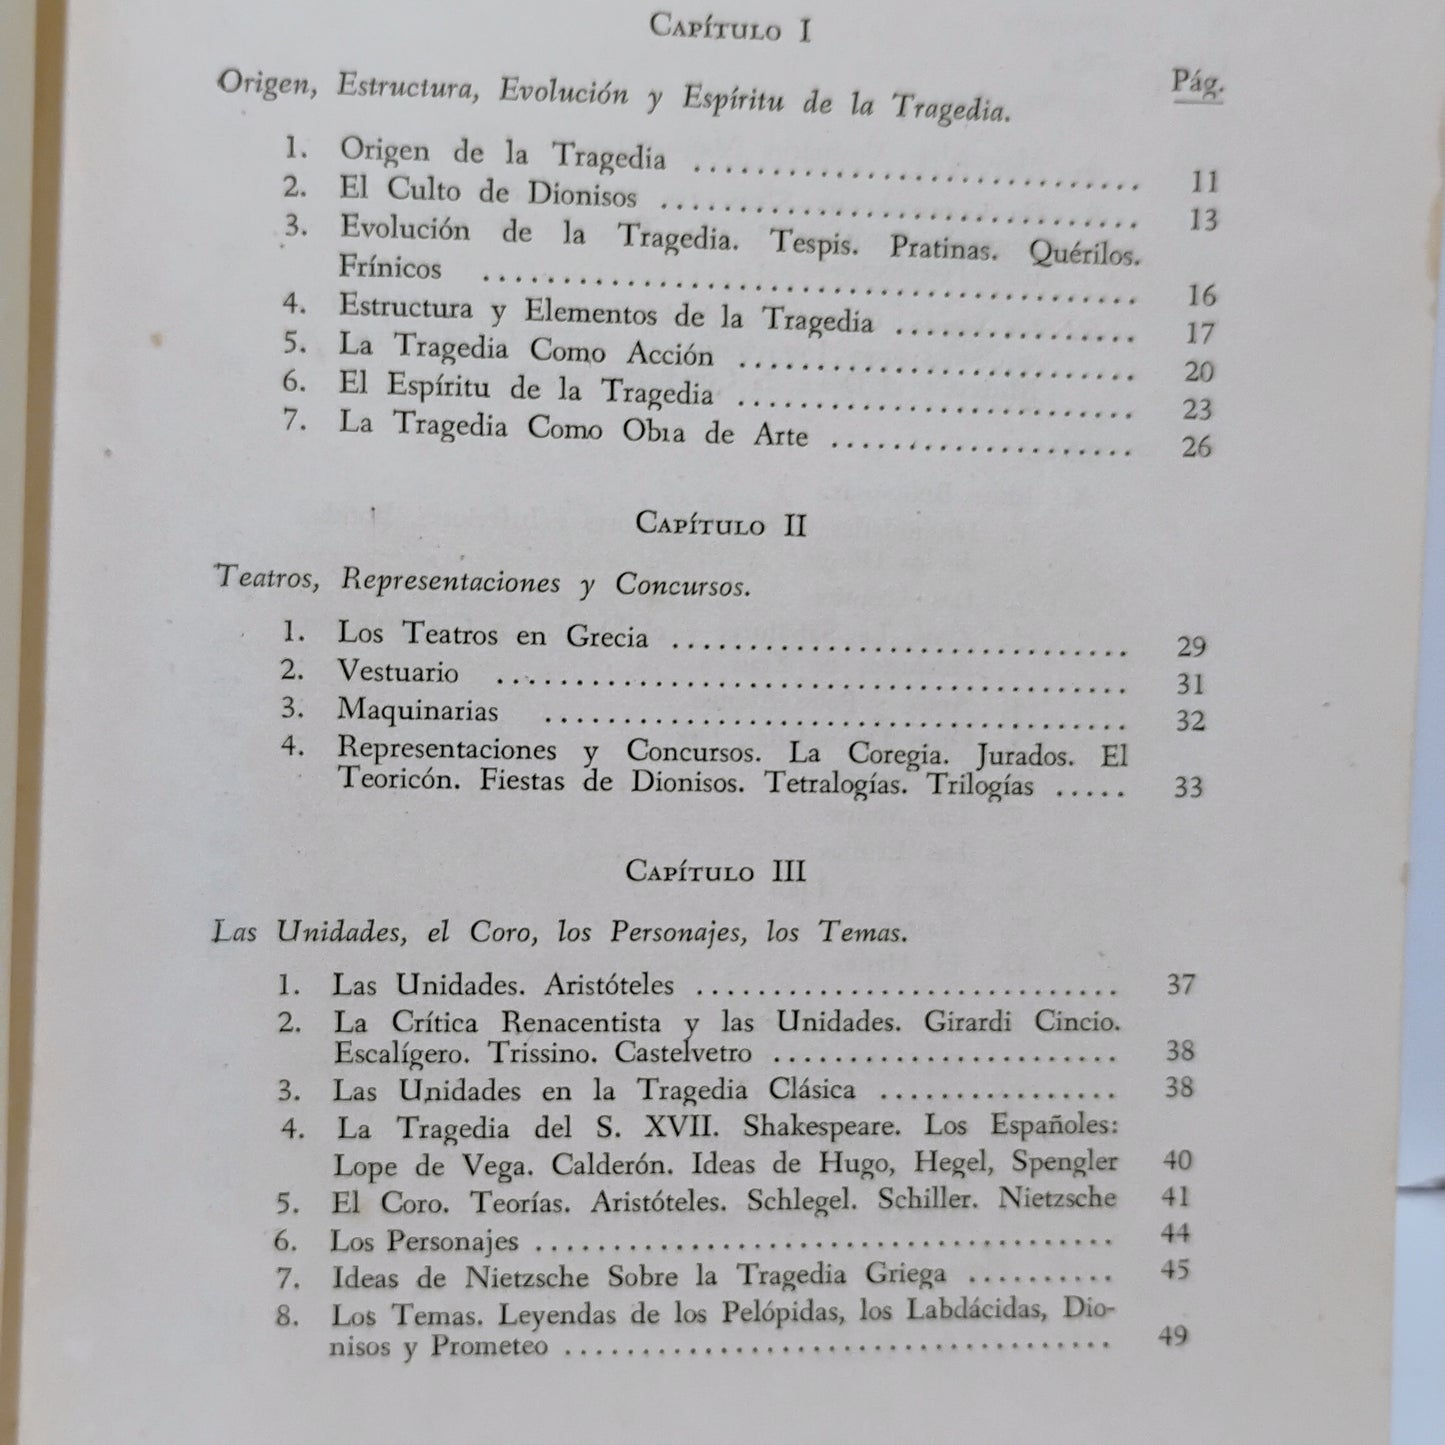 CAPÍTULO I
Pág.
Origen, Estructura, Evolución y Espíritu de la Tragedia.
1. Origen de la Tragedia .............................. 11
2. El Culto de Dionisos ............................... 13
3. Evolución de la Tragedia. Tespis. Pratinas. Quérilos.
Frínicos .......................................... 16
4. Estructura y Elementos de la Tragedia ................ 17
5. La Tragedia Como Acción .......................... 20
6. El Espíritu de la Tragedia .......................... 23
7. La Tragedia Como Obra de Arte .................... 26
CAPÍTULO II
Teatros, Representaciones y Concursos.
1. Los Teatros en Grecia .............................. 29
2. Vestuario ......................................... 31
3. Maquinarias ...................................... 32
4. Representaciones y Concursos. La Coregia. Jurados. El
Teoricón. Fiestas de Dionisos. Tetralogías. Trilogías ..... 33
CAPÍTULO III
Las Unidades, el Coro, los Personajes, los Temas.
1. Las Unidades. Aristóteles ............................ 37
2. La Crítica Renacentista y las Unidades. Girardi Cincio.
Escalígero. Trissino. Castelvetro ....................... 38
3. Las Unidades en la Tragedia Clásica ................ 38
4. La Tragedia del S. XVII. Shakespeare. Los Españoles:
Lope de Vega. Calderón. Ideas de Hugo, Hegel, Spengler 40
5. El Coro. Teorías. Aristóteles. Schlegel. Schiller. Nietzsche 41
6. Los Personajes ...................................... 44
7. Ideas de Nietzsche Sobre la Tragedia Griega .......... 45
8. Los Temas. Leyendas de los Pelópidas, los Labdácidas, Dio-
nisos y Prometeo .................................... 49